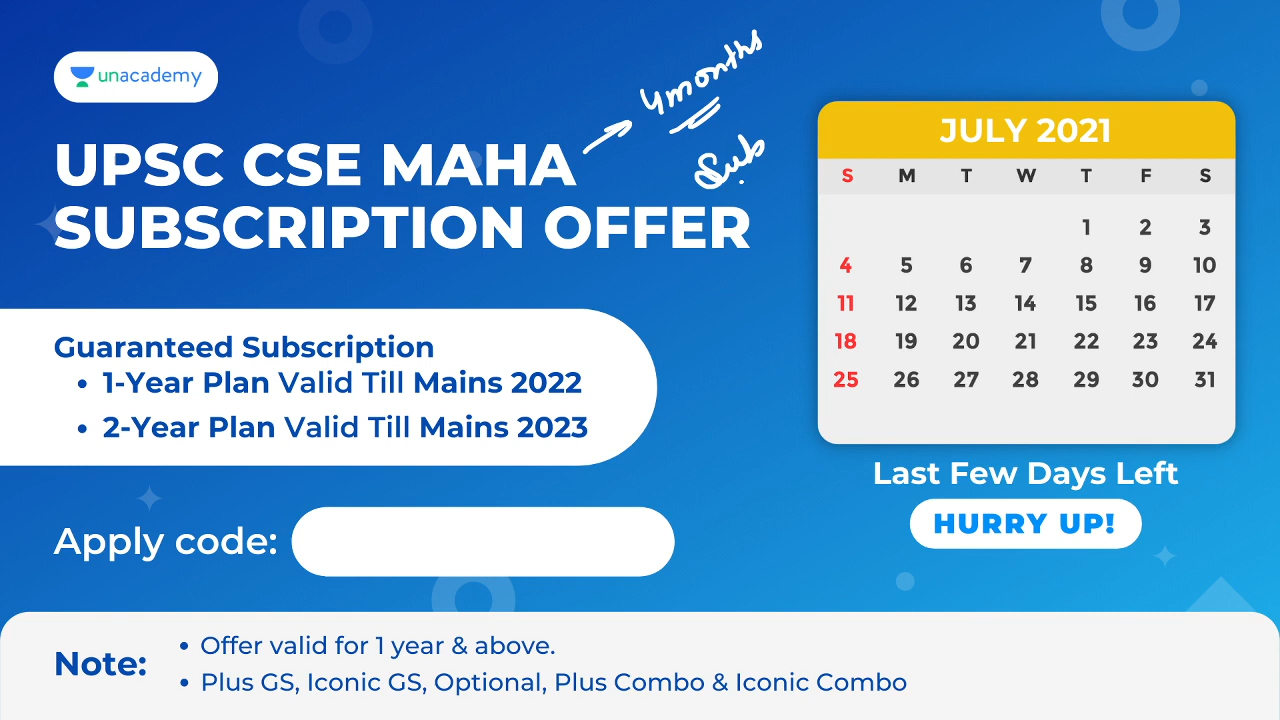 unacademy
UPSC CSE MAHA
SUBSCRIPTION OFFER
4 months
Sub
Guaranteed Subscription
• 1-Year Plan Valid Till Mains 2022
• 2-Year Plan Valid Till Mains 2023
Apply code:
JULY 2021
S M T W T F S
1 2 3
4 5 6 7 8 9 10
11 12 13 14 15 16 17
18 19 20 21 22 23 24
25 26 27 28 29 30 31
Last Few Days Left
HURRY UP!
Note:
• Offer valid for 1 year & above.
• Plus GS, Iconic GS, Optional, Plus Combo & Iconic Combo